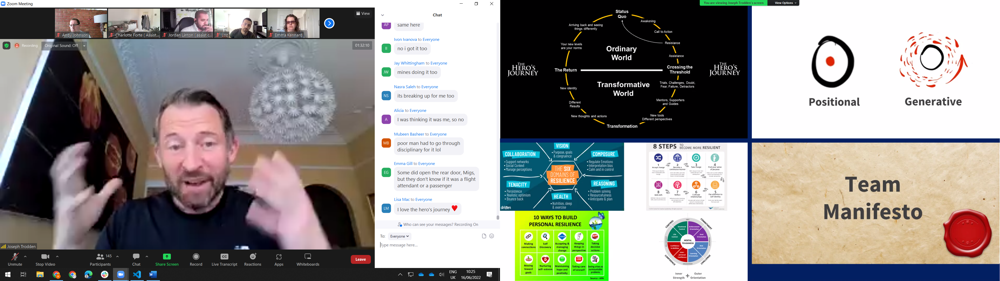 Zoom Meeting
View
Andy Johnson
Charlotte Forte ( Assist...
Jordan Linton ( assist c...
Loz
Emma Kennard
Recording
Original Sound: Off
01:32:10
Joseph Trodden
Unmute
Stop Video
145
Participants
Chat
Share Screen
Record
CC
Live Transcript
Reactions
Apps
Whiteboards
Leave
Chat
AP
same here
Ivon Ivanova to Everyone
II
no i got it too
Jay Whittingham to Everyone
JW
mines doing it too
Nasra Saleh to Everyone
NS
its breaking up for me too
Alicia to Everyone
A
I was thinking it was me, so no
Mubeen Basheer to Everyone
MB
poor man had to go through
disciplinary for it lol
Emma Gill to Everyone
EG
Some did open the rear door, Migs,
but they don't know if it was a flight
attendant or a passenger
Lisa Mac to Everyone
LM
I love the hero's journey
Who can see your messages? Recording On
To:
Everyone
Type message here...
ENG
UK
10:25
16/06/2022
You are viewing Joseph Trodden's screen
View Options
THE
HERO'S
JOURNEY
Status
Quo
Awakening
Call to Action
Resistance
Assistance
Crossing the
Threshold
Trials, Challenges, Doubt,
Fear, Failure, Detractors
Mentors, Supporters
and Guides
New tools
Different perspectives
Transformation
New thoughts and actions
Different
Results
New identity
The Return
Your new levels
are your norms
Arriving back and seeing
things differently
Ordinary
World
Transformative
World
THE
HERO'S
JOURNEY
Positional
Generative
VISION
• Purpose, goals
& congruence
COLLABORATION
• Support networks
• Social Context
• Manage perceptions
COMPOSURE
• Regulate Emotions
• Interpretation bias
• Calm and in control
THE SIX
DOMAINS OF
RESILIENCE
TENACITY
• Persistence
• Realistic optimism
• Bounce back
REASONING
• Problem solving
• Resourcefulness
• Anticipate & plan
HEALTH
• Nutrition, sleep
& exercise
driven
8 STEPS TO
BECOME MORE RESILIENT
1
Accept change
2
Become a
continuous learner
3
Take charge
4
Find your sense
of purpose
8
Skill shift
7
Reflect
6
Cultivate
relationships
5
Pay attention to
self-identity
10 WAYS TO BUILD
PERSONAL RESILIENCE
Making
connections
Self
Discovery
Accepting &
managing
change
Keeping
things in
perspective
Taking
decisive
actions
Moving
toward
goals
Nurturing
self- esteem
Maintaining
hope and
positivity
TAKE
CARE
Taking care
of oneself
Seeing crises as
surmountable
problems
Source : APA
CONTROL
COMMITMENT
Emotional
Control
Achievement
Orientation
Life
Control
Goal
Orientation
MENTAL
TOUGHNESS
Confidence
in Abilities
Risk
Orientation
Inter-
personal
Confidence
Learning
Orientation
CONFIDENCE
CHALLENGE
ENGAGEMENT
Inner
Strength
+
Outer
Orientation
Team
Manifesto